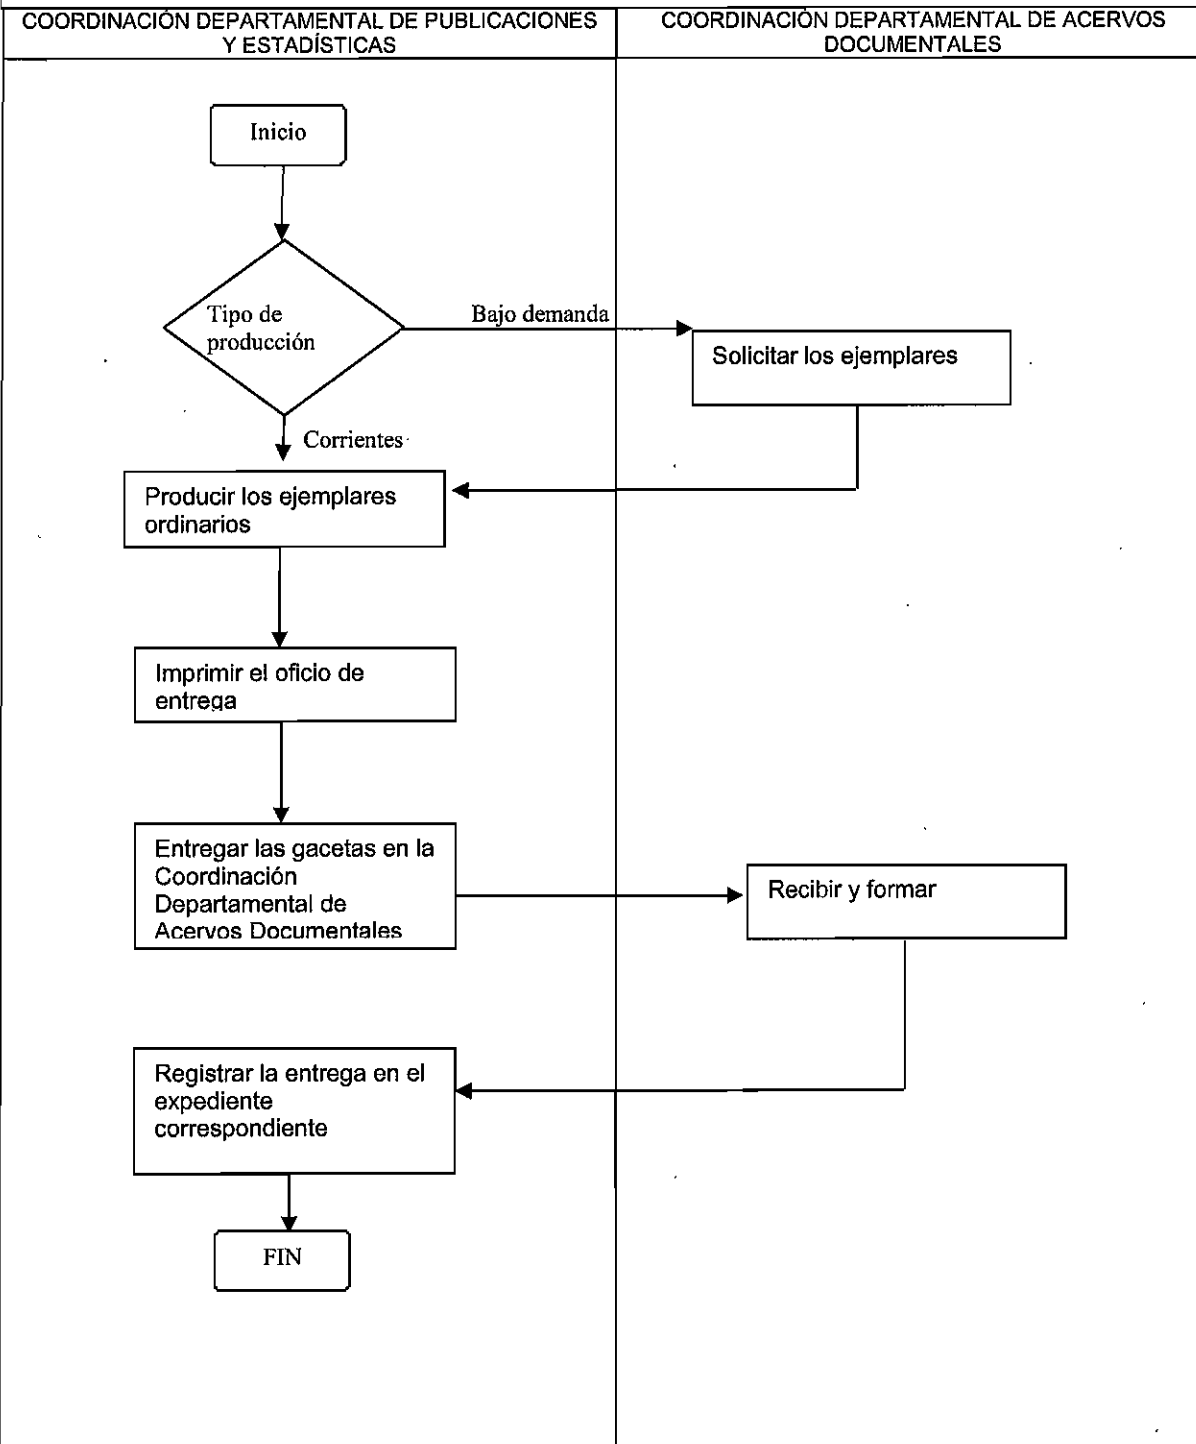 COORDINACIÓN DEPARTAMENTAL DE PUBLICACIONES
Y ESTADÍSTICAS
COORDINACIÓN DEPARTAMENTAL DE ACERVOS
DOCUMENTALES
Inicio
Tipo de
producción
Bajo demanda
Solicitar los ejemplares
Corrientes
Producir los ejemplares
ordinarios
Imprimir el oficio de
entrega
Entregar las gacetas en la
Coordinación
Departamental de
Acervos Documentales
Recibir y formar
Registrar la entrega en el
expediente
correspondiente
FIN